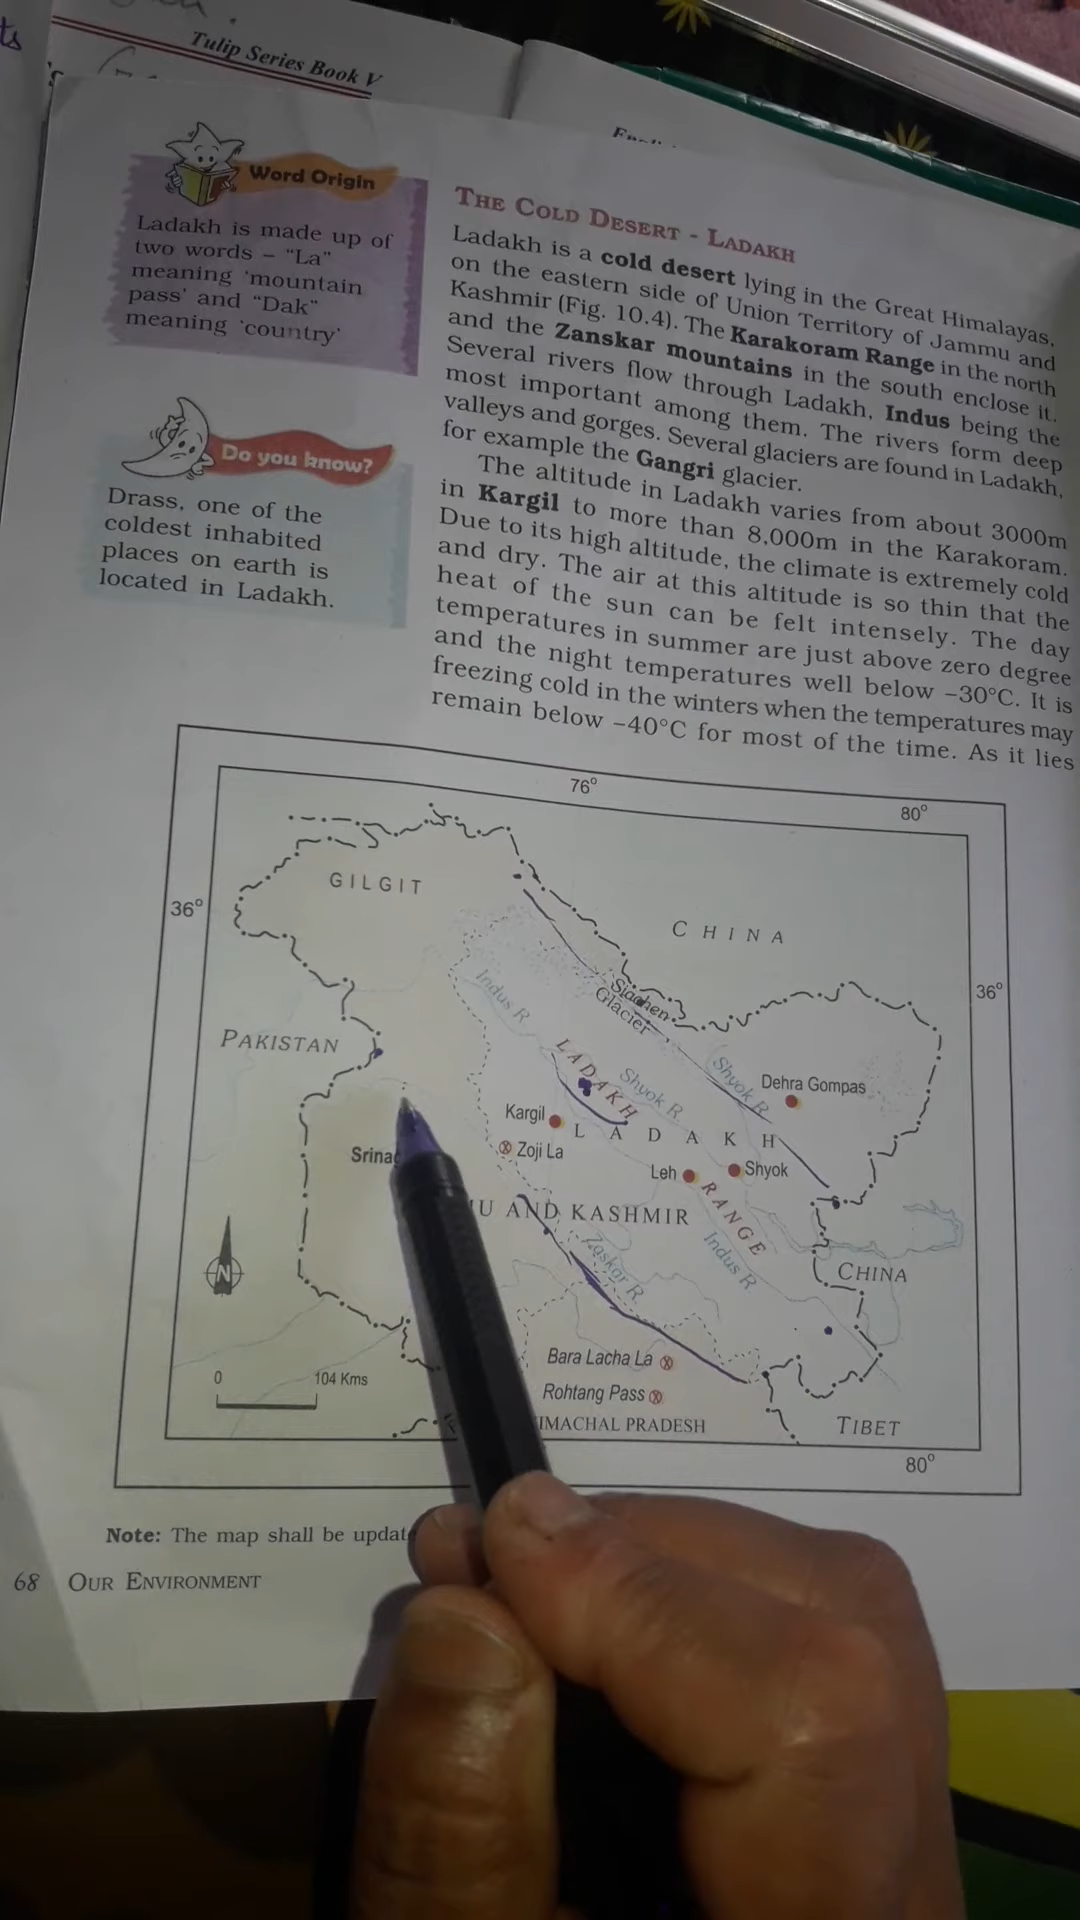 Tulip Series Book V
Word Origin
Ladakh is made up of
two words – "La"
meaning 'mountain
pass' and "Dak"
meaning 'country'
Do you know?
Drass, one of the
coldest inhabited
places on earth is
located in Ladakh.
THE COLD DESERT - LADAKH
Ladakh is a cold desert lying in the Great Himalayas,
on the eastern side of Union Territory of Jammu and
Kashmir (Fig. 10.4). The Karakoram Range in the north
and the Zanskar mountains in the south enclose it.
Several rivers flow through Ladakh, Indus being the
most important among them. The rivers form deep
valleys and gorges. Several glaciers are found in Ladakh,
for example the Gangri glacier.
The altitude in Ladakh varies from about 3000m
in Kargil to more than 8,000m in the Karakoram.
Due to its high altitude, the climate is extremely cold
and dry. The air at this altitude is so thin that the
heat of the sun can be felt intensely. The day
temperatures in summer are just above zero degree
and the night temperatures well below –30°C. It is
freezing cold in the winters when the temperatures may
remain below –40°C for most of the time. As it lies
76°
80°
GILGIT
36°
CHINA
36°
Indus R
Siachen
Glacier
PAKISTAN
LADAKH
Shyok R
Shyok R
Dehra Gompas
Kargil
LADAKH
Zoji La
Leh
Shyok
RANGE
AND KASHMIR
Zaskar R
Indus R
CHINA
N
Bara Lacha La
0 104 Kms
Rohtang Pass
PRADESH
TIBET
80°
Note: The map shall be
68 OUR ENVIRONMENT